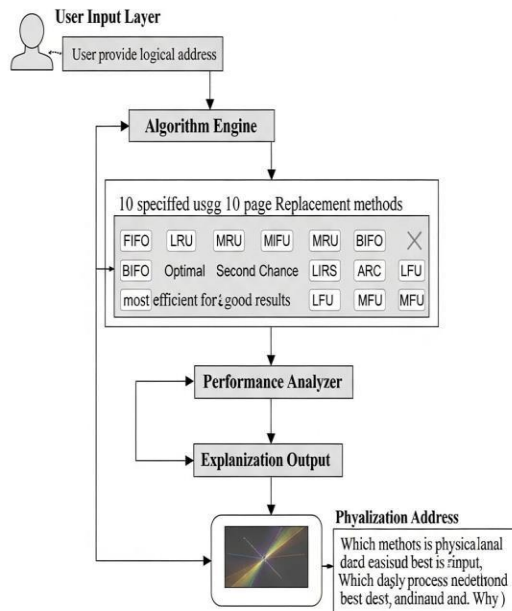 User Input Layer
User provide logical address
Algorithm Engine
10 speciffed usgg 10 page Replacement methods
FIFO LRU MRU MIFU MRU BIFO
BIFO Optimal Second Chance LIRS ARC LFU
most efficient for good results LFU MFU MFU
Performance Analyzer
Explanization Output
Phyalization Address
Which methots is physicalanal
dard easisud best is input,
Which dasly process nedethond
best dest, andinaud and. Why )